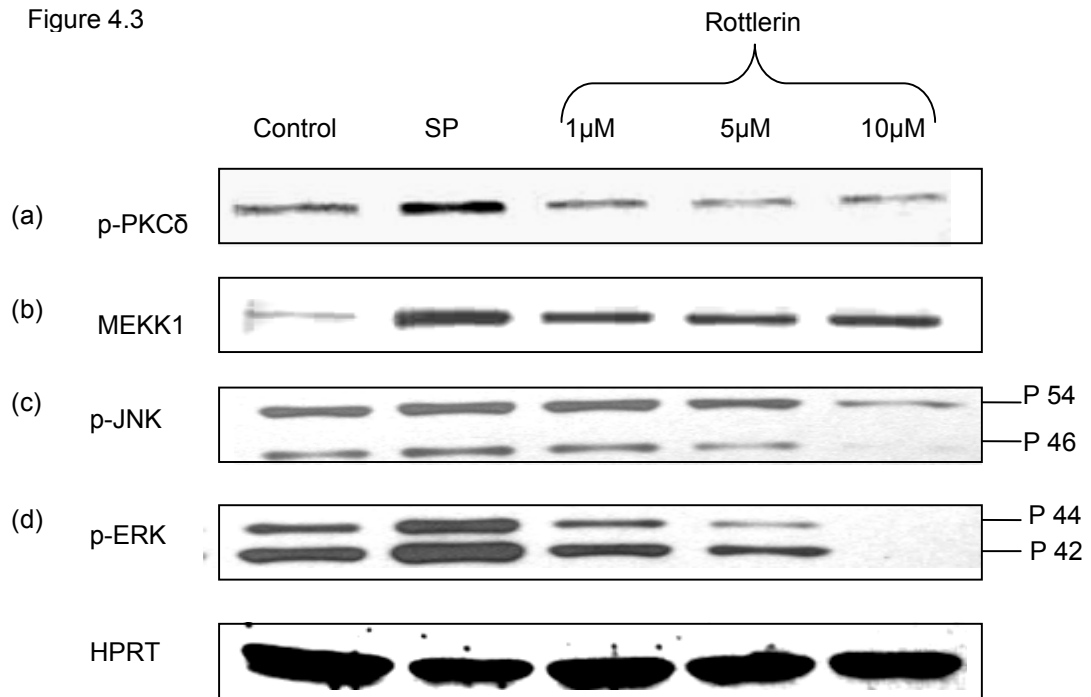 Figure 4.3
Rottlerin
Control SP 1µM 5µM 10µM
(a) p-PKCδ
(b) MEKK1
(c) p-JNK P 54
P 46
(d) p-ERK P 44
P 42
HPRT